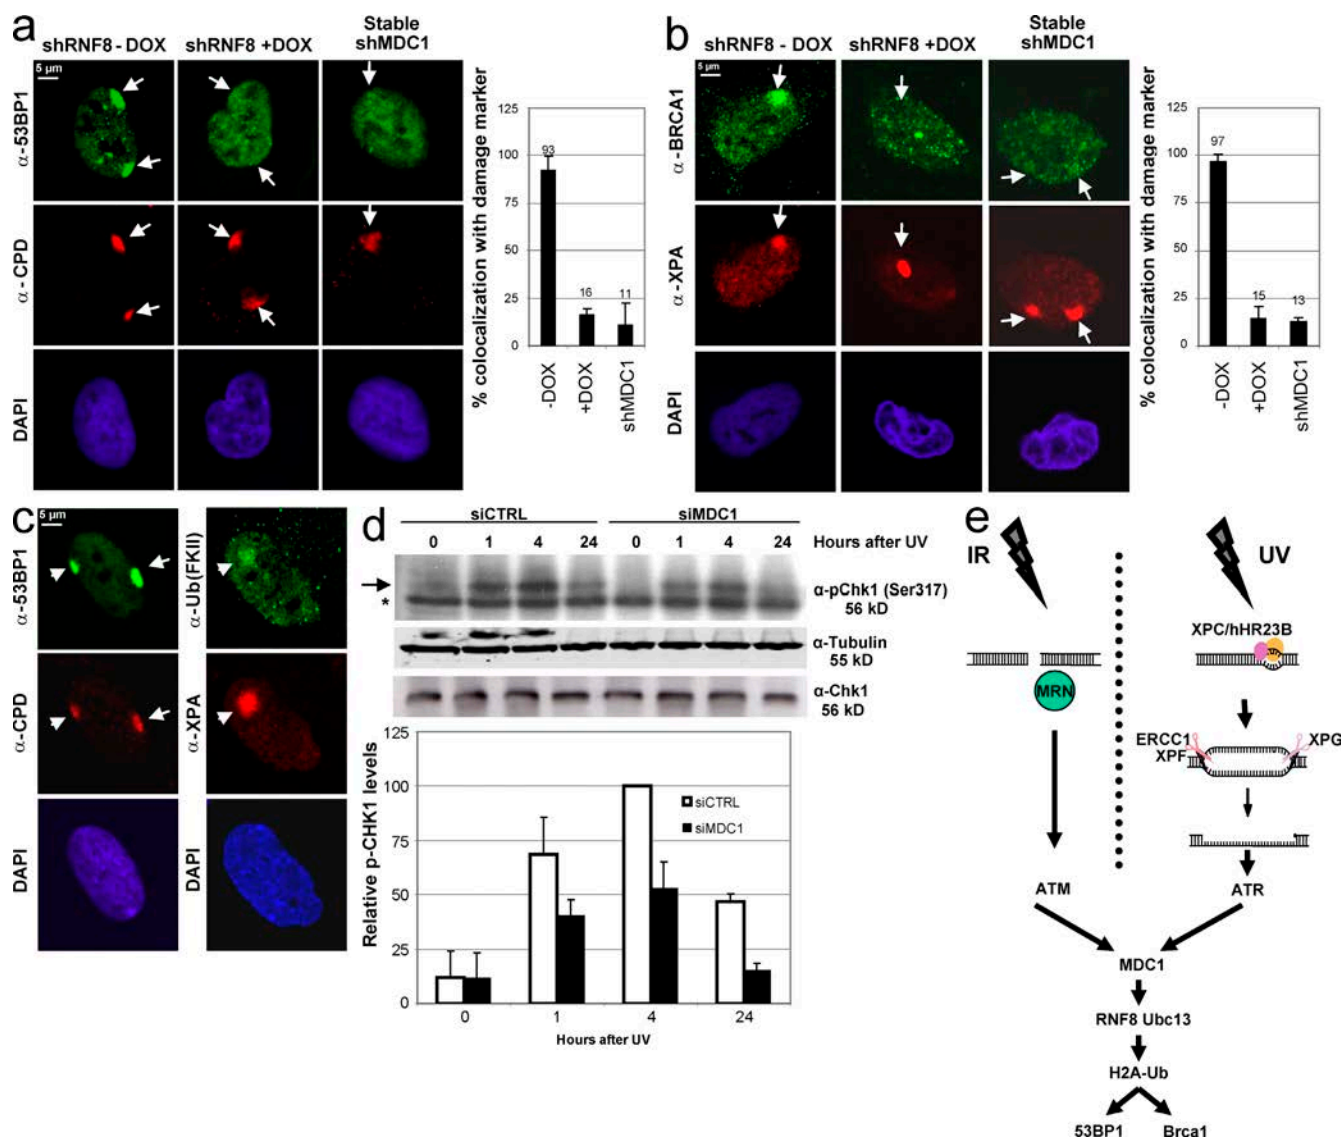 a
shRNF8 - DOX
shRNF8 +DOX
Stable
shMDC1
5 µm
α-53BP1
α-CPD
DAPI
% colocalization with damage marker
125
100
75
50
25
0
93
16
11
-DOX
+DOX
shMDC1
b
shRNF8 - DOX
shRNF8 +DOX
Stable
shMDC1
5 µm
α-BRCA1
α-XPA
DAPI
% colocalization with damage marker
125
100
75
50
25
0
97
15
13
-DOX
+DOX
shMDC1
c
5 µm
α-53BP1
α-Ub(FKII)
α-CPD
α-XPA
DAPI
DAPI
d
siCTRL
siMDC1
0 1 4 24 0 1 4 24 Hours after UV
α-pChk1 (Ser317)
56 kD
*
α-Tubulin
55 kD
α-Chk1
56 kD
Relative p-CHK1 levels
125
100
75
50
25
0
siCTRL
siMDC1
0 1 4 24
Hours after UV
e
IR
UV
XPC/hHR23B
MRN
ERCC1
XPF
XPG
ATM
ATR
MDC1
RNF8 Ubc13
H2A-Ub
53BP1
Brca1